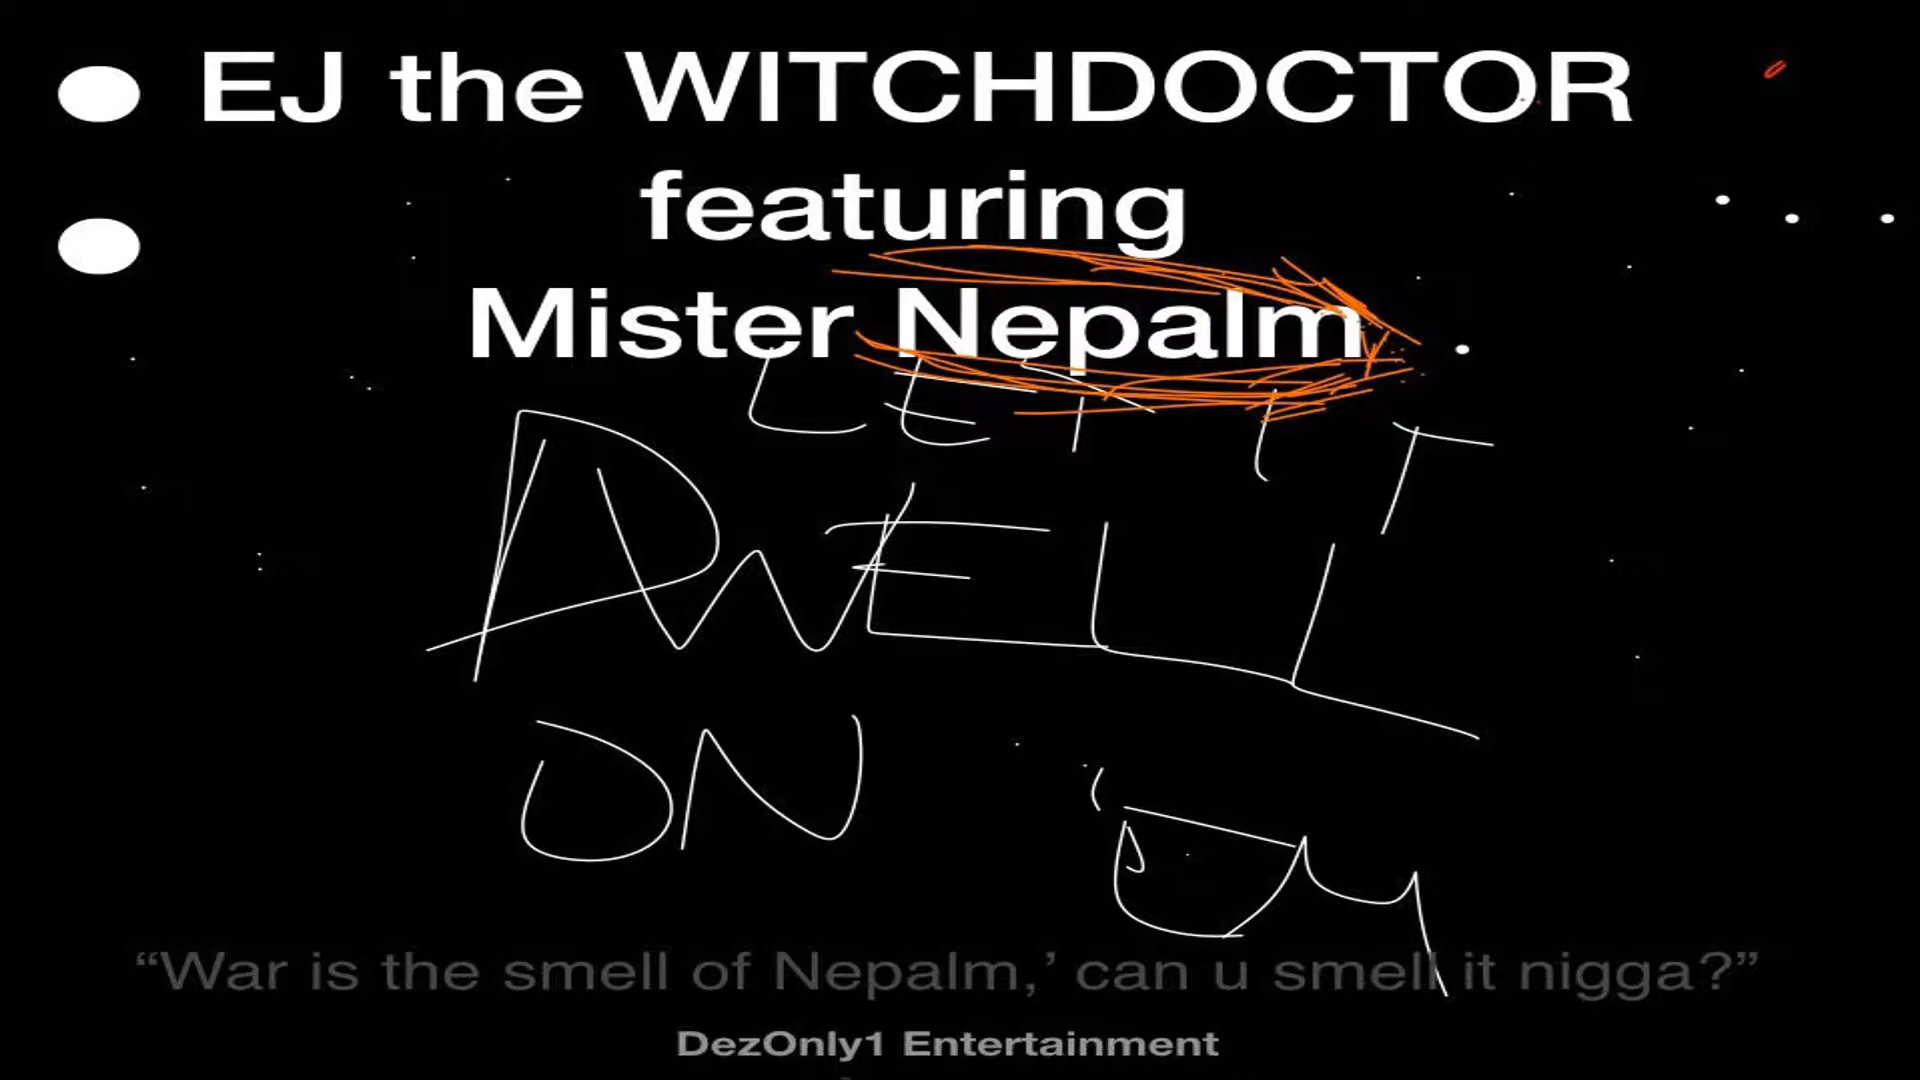 EJ the WITCHDOCTOR
featuring
Mister Nepalm
LET IT
DWELL
ON
“War is the smell of Nepalm,’ can u smell it nigga?”
DezOnly1 Entertainment